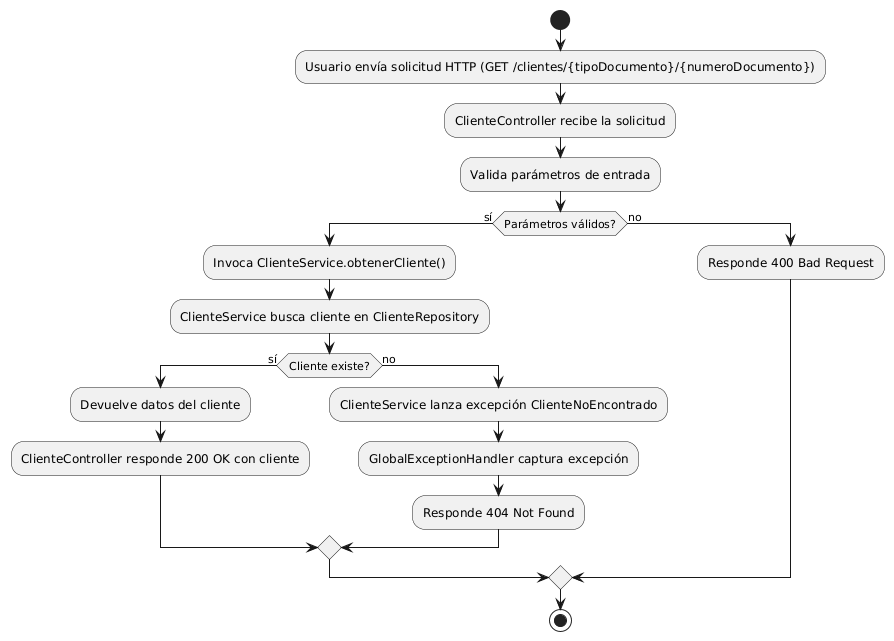 Usuario envía solicitud HTTP (GET /clientes/{tipoDocumento}/{numeroDocumento})
ClienteController recibe la solicitud
Valida parámetros de entrada
sí
Parámetros válidos?
no
Invoca ClienteService.obtenerCliente()
Responde 400 Bad Request
ClienteService busca cliente en ClienteRepository
sí
Cliente existe?
no
Devuelve datos del cliente
ClienteService lanza excepción ClienteNoEncontrado
ClienteController responde 200 OK con cliente
GlobalExceptionHandler captura excepción
Responde 404 Not Found